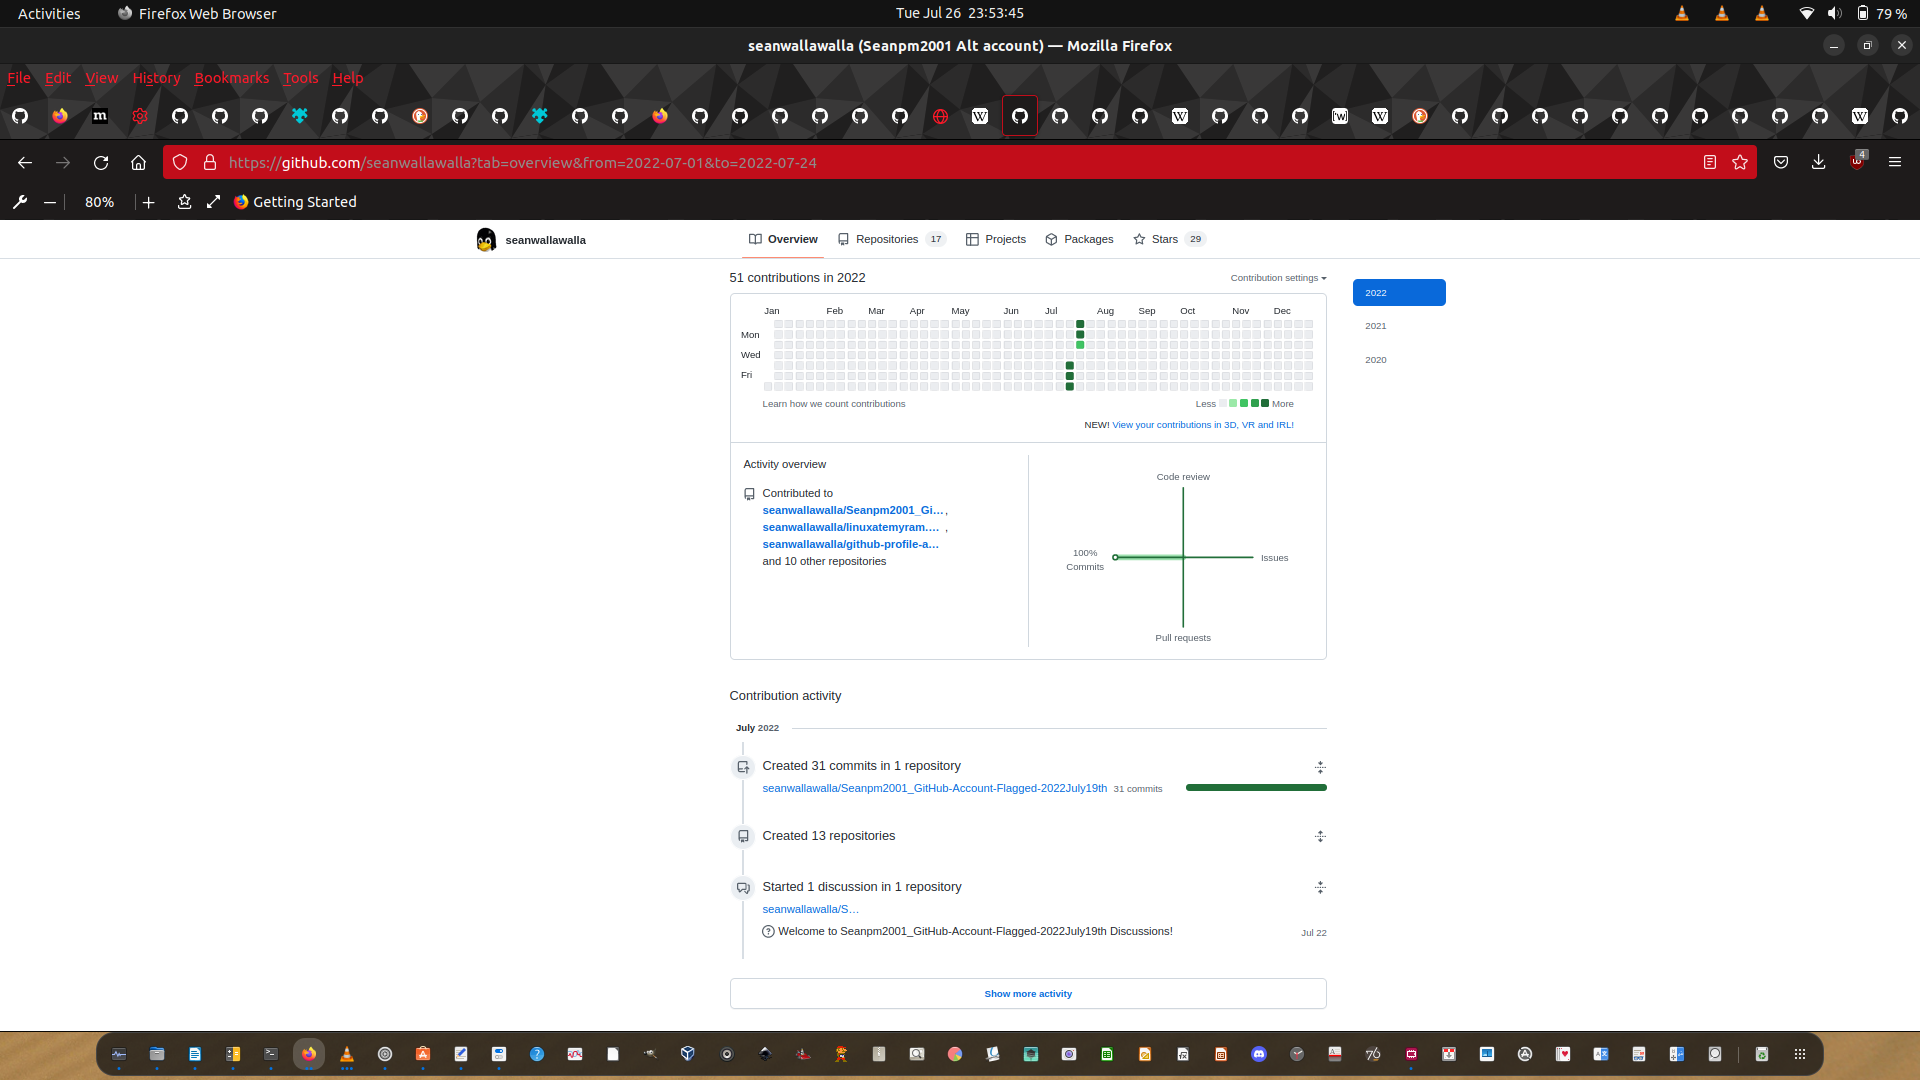 Activities
Firefox Web Browser
Tue Jul 26 23:53:45
79 %
seanwallawalla (Seanpm2001 Alt account) — Mozilla Firefox
File Edit View History Bookmarks Tools Help
https://github.com/seanwallawalla?tab=overview&from=2022-07-01&to=2022-07-24
4
80%
Getting Started
seanwallawalla
Overview
Repositories 17
Projects
Packages
Stars 29
51 contributions in 2022
Contribution settings
2022
2021
2020
Jan Feb Mar Apr May Jun Jul Aug Sep Oct Nov Dec
Mon
Wed
Fri
Learn how we count contributions
Less
More
NEW! View your contributions in 3D, VR and IRL!
Activity overview
Contributed to
seanwallawalla/Seanpm2001_Gi… ,
seanwallawalla/linuxatemyram.… ,
seanwallawalla/github-profile-a…
and 10 other repositories
Code review
100%
Commits
Issues
Pull requests
Contribution activity
July 2022
Created 31 commits in 1 repository
seanwallawalla/Seanpm2001_GitHub-Account-Flagged-2022July19th 31 commits
Created 13 repositories
Started 1 discussion in 1 repository
seanwallawalla/S…
Welcome to Seanpm2001_GitHub-Account-Flagged-2022July19th Discussions!
Jul 22
Show more activity